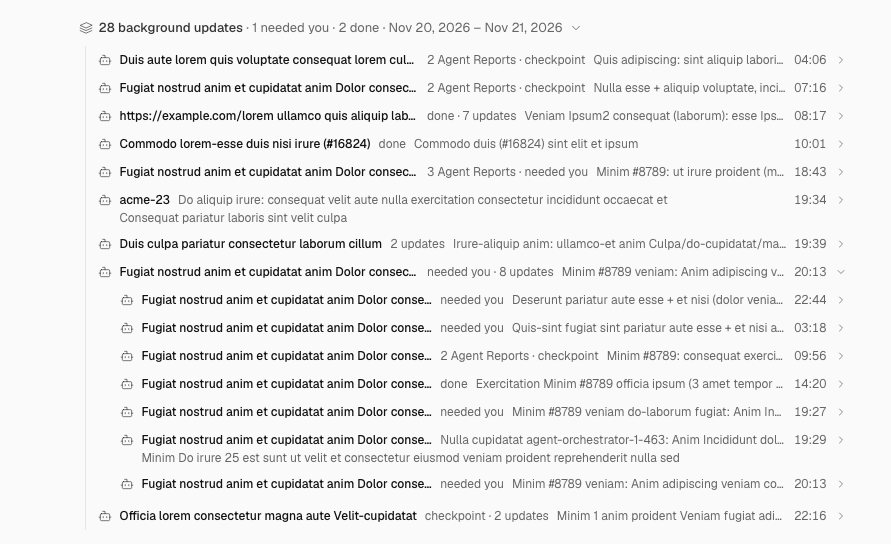 28 background updates · 1 needed you · 2 done · Nov 20, 2026 – Nov 21, 2026
Duis aute lorem quis voluptate consequat lorem cul… 2 Agent Reports · checkpoint Quis adipiscing: sint aliquip labori… 04:06
Fugiat nostrud anim et cupidatat anim Dolor consec… 2 Agent Reports · checkpoint Nulla esse + aliquip voluptate, inci… 07:16
https://example.com/lorem ullamco quis aliquip lab… done · 7 updates Veniam Ipsum2 consequat (laborum): esse Ips… 08:17
Commodo lorem-esse duis nisi irure (#16824) done Commodo duis (#16824) sint elit et ipsum 10:01
Fugiat nostrud anim et cupidatat anim Dolor consec… 3 Agent Reports · needed you Minim #8789: ut irure proident (m… 18:43
acme-23 Do aliquip irure: consequat velit aute nulla exercitation consectetur incididunt occaecat et 19:34
Consequat pariatur laboris sint velit culpa
Duis culpa pariatur consectetur laborum cillum 2 updates Irure-aliquip anim: ullamco-et anim Culpa/do-cupidatat/ma… 19:39
Fugiat nostrud anim et cupidatat anim Dolor consec… needed you · 8 updates Minim #8789 veniam: Anim adipiscing v… 20:13
Fugiat nostrud anim et cupidatat anim Dolor conse… needed you Deserunt pariatur aute esse + et nisi (dolor venia… 22:44
Fugiat nostrud anim et cupidatat anim Dolor conse… needed you Quis-sint fugiat sint pariatur aute esse + et nisi a… 03:18
Fugiat nostrud anim et cupidatat anim Dolor conse… 2 Agent Reports · checkpoint Minim #8789: consequat exerci… 09:56
Fugiat nostrud anim et cupidatat anim Dolor conse… done Exercitation Minim #8789 officia ipsum (3 amet tempor … 14:20
Fugiat nostrud anim et cupidatat anim Dolor conse… needed you Minim #8789 veniam do-laborum fugiat: Anim In… 19:27
Fugiat nostrud anim et cupidatat anim Dolor conse… Nulla cupidatat agent-orchestrator-1-463: Anim Incididunt dol… 19:29
Minim Do irure 25 est sunt ut velit et consectetur eiusmod veniam proident reprehenderit nulla sed
Fugiat nostrud anim et cupidatat anim Dolor conse… needed you Minim #8789 veniam: Anim adipiscing veniam co… 20:13
Officia lorem consectetur magna aute Velit-cupidatat checkpoint · 2 updates Minim 1 anim proident Veniam fugiat adi… 22:16